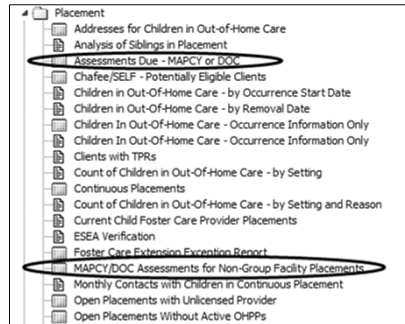 Placement
Addresses for Children in Out-of-Home Care
Analysis of Siblings in Placement
Assessments Due - MAPCY or DOC
Chafee/SELF - Potentially Eligible Clients
Children in Out-Of-Home Care - by Occurrence Start Date
Children in Out-Of-Home Care - by Removal Date
Children In Out-Of-Home Care - Occurrence Information Only
Children In Out-Of-Home Care - Occurrence Information Only
Clients with TPRs
Count of Children in Out-Of-Home Care - by Setting
Continuous Placements
Count of Children in Out-Of-Home Care - by Setting and Reason
Current Child Foster Care Provider Placements
ESEA Verification
Foster Care Extension Exception Report
MAPCY/DOC Assessments for Non-Group Facility Placements
Monthly Contacts with Children in Continuous Placement
Open Placements with Unlicensed Provider
Open Placements Without Active OHPPs